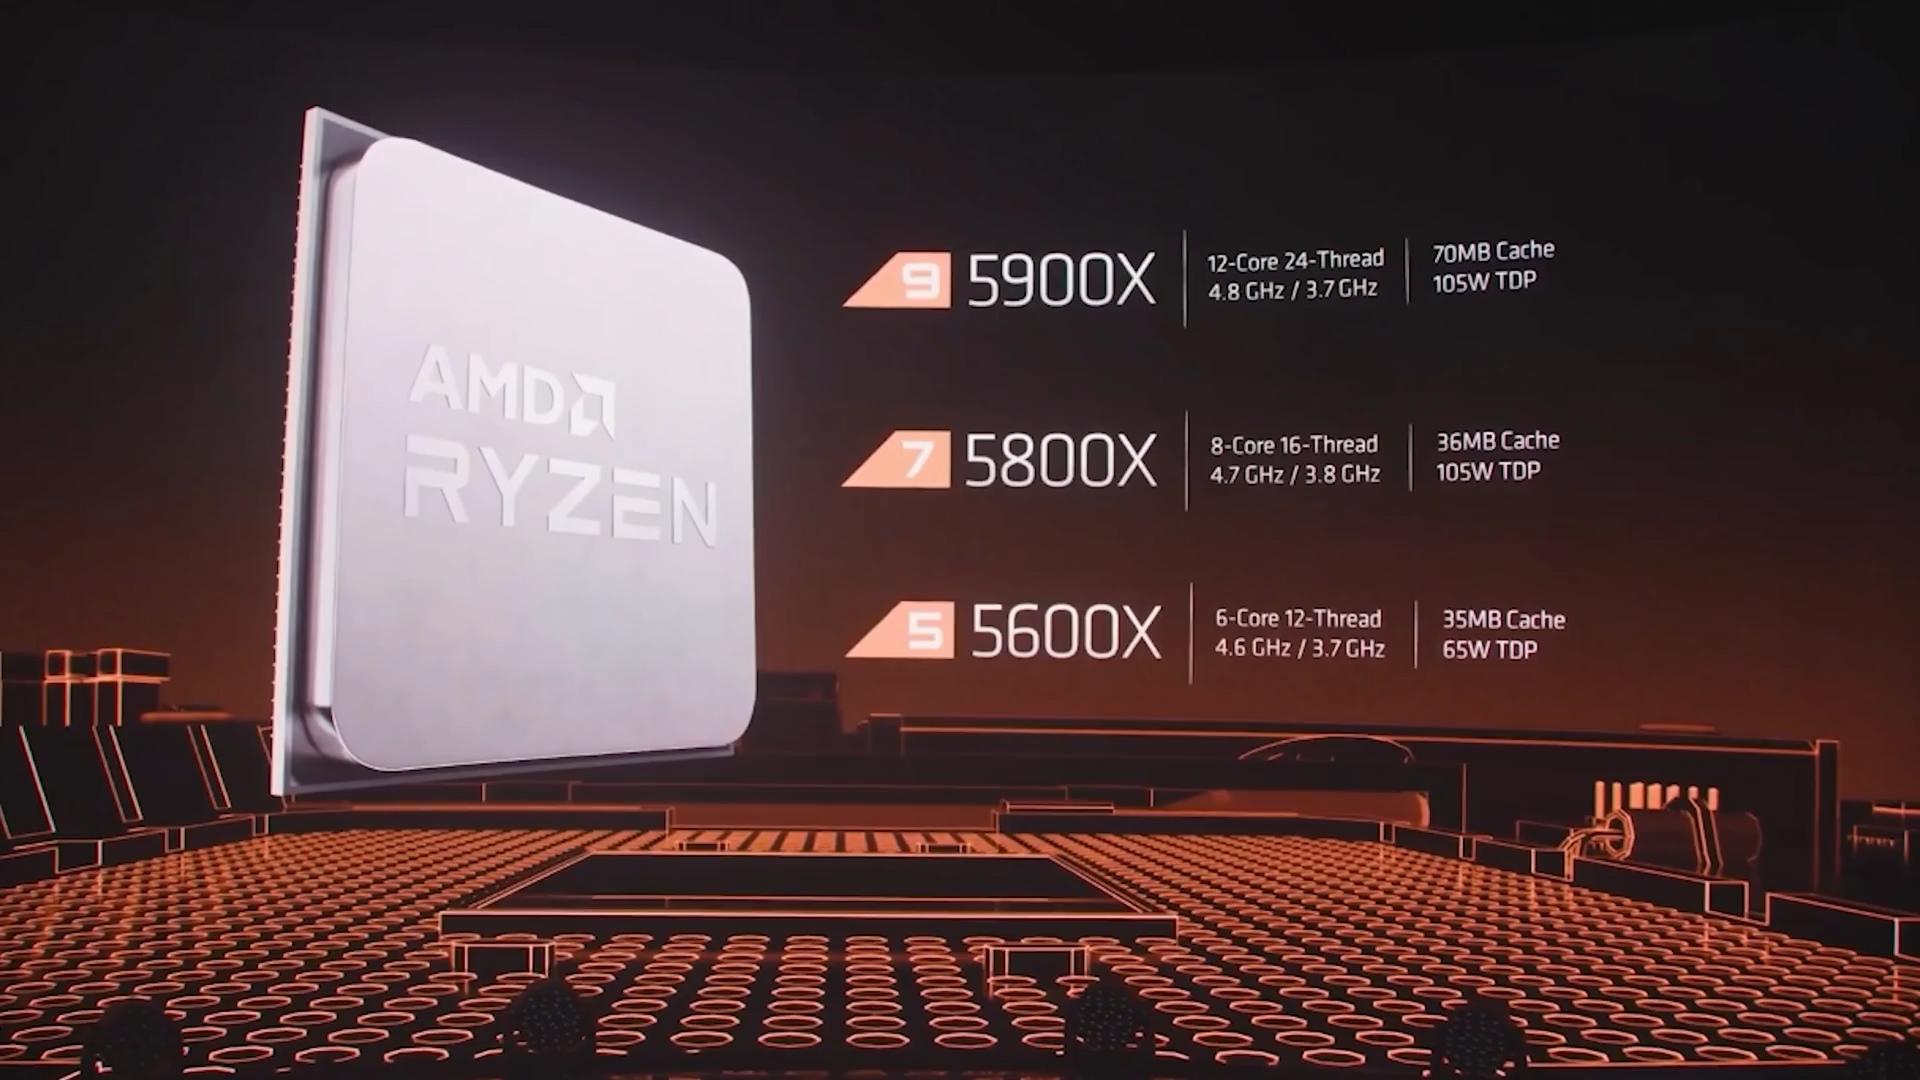 AMD
RYZEN
9 5900X
12-Core 24-Thread
4.8 GHz / 3.7 GHz
70MB Cache
105W TDP
7 5800X
8-Core 16-Thread
4.7 GHz / 3.8 GHz
36MB Cache
105W TDP
5 5600X
6-Core 12-Thread
4.6 GHz / 3.7 GHz
35MB Cache
65W TDP